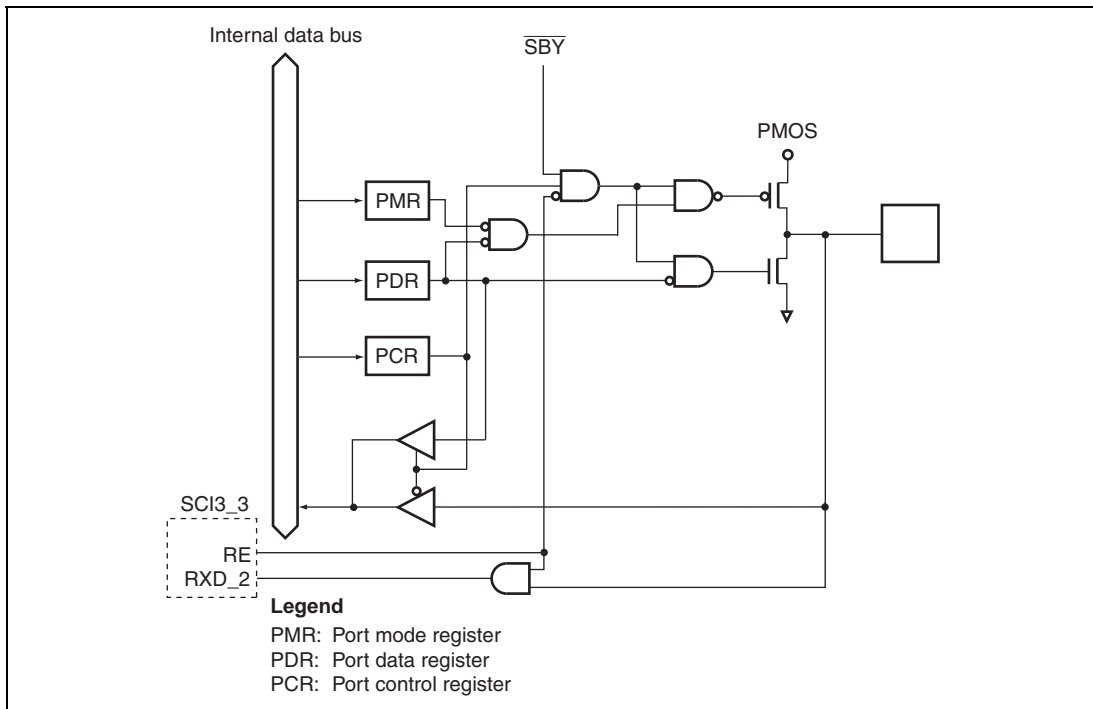 Internal data bus
SBY
PMOS
PMR
PDR
PCR
SCI3_3
RE
RXD_2
Legend
PMR: Port mode register
PDR: Port data register
PCR: Port control register